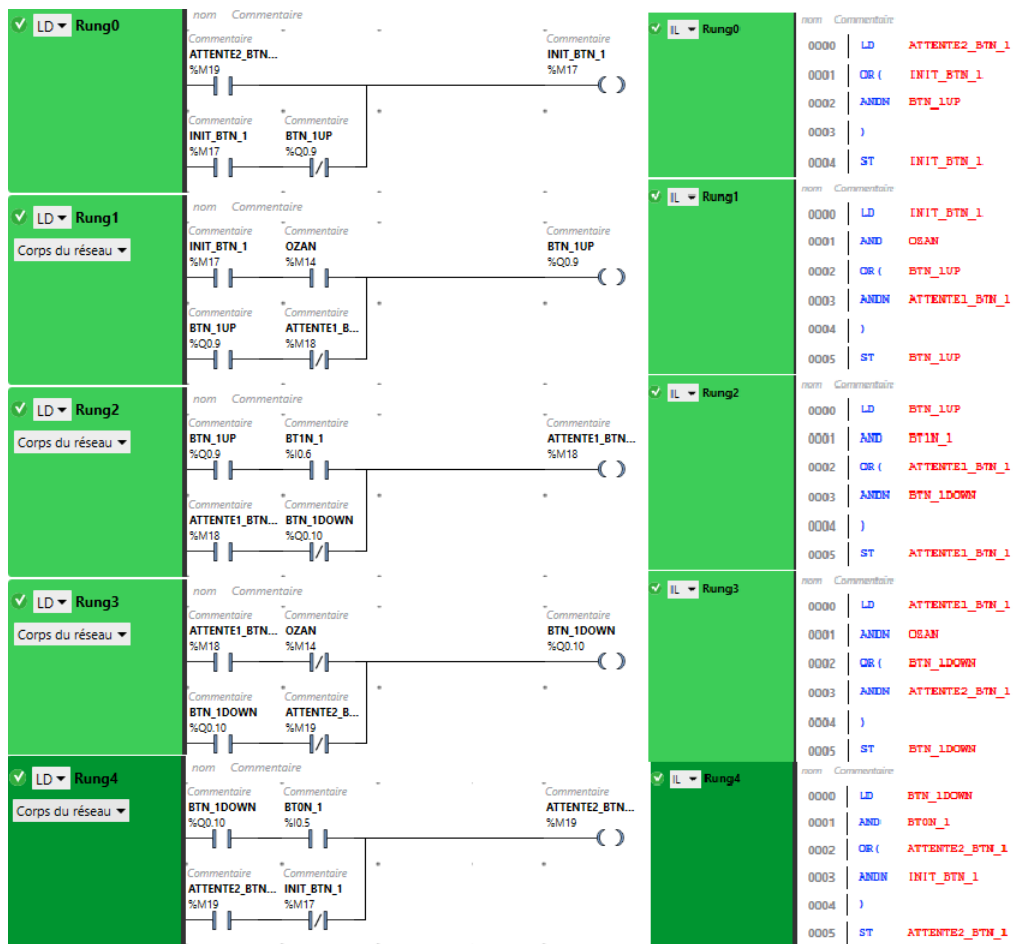 LD Rung0
nom Commentaire
Commentaire Commentaire
ATTENTE2_BTN... INIT_BTN_1
%M19 %M17
Commentaire Commentaire
INIT_BTN_1 BTN_1UP
%M17 %Q0.9
LD Rung1
Corps du réseau
nom Commentaire
Commentaire Commentaire Commentaire
INIT_BTN_1 OZAN BTN_1UP
%M17 %M14 %Q0.9
Commentaire Commentaire
BTN_1UP ATTENTE1_B...
%Q0.9 %M18
LD Rung2
Corps du réseau
nom Commentaire
Commentaire Commentaire Commentaire
BTN_1UP BT1N_1 ATTENTE1_BTN...
%Q0.9 %I0.6 %M18
Commentaire Commentaire
ATTENTE1_BTN... BTN_1DOWN
%M18 %Q0.10
LD Rung3
Corps du réseau
nom Commentaire
Commentaire Commentaire Commentaire
ATTENTE1_BTN... OZAN BTN_1DOWN
%M18 %M14 %Q0.10
Commentaire Commentaire
BTN_1DOWN ATTENTE2_B...
%Q0.10 %M19
LD Rung4
Corps du réseau
nom Commentaire
Commentaire Commentaire Commentaire
BTN_1DOWN BT0N_1 ATTENTE2_BTN...
%Q0.10 %I0.5 %M19
Commentaire Commentaire
ATTENTE2_BTN... INIT_BTN_1
%M19 %M17
IL Rung0
nom Commentaire
0000 LD ATTENTE2_BTN_1
0001 OR( INIT_BTN_1
0002 ANDN BTN_1UP
0003 )
0004 ST INIT_BTN_1
IL Rung1
nom Commentaire
0000 LD INIT_BTN_1
0001 AND OZAN
0002 OR( BTN_1UP
0003 ANDN ATTENTE1_BTN_1
0004 )
0005 ST BTN_1UP
IL Rung2
nom Commentaire
0000 LD BTN_1UP
0001 AND BT1N_1
0002 OR( ATTENTE1_BTN_1
0003 ANDN BTN_1DOWN
0004 )
0005 ST ATTENTE1_BTN_1
IL Rung3
nom Commentaire
0000 LD ATTENTE1_BTN_1
0001 ANDN OZAN
0002 OR( BTN_1DOWN
0003 ANDN ATTENTE2_BTN_1
0004 )
0005 ST BTN_1DOWN
IL Rung4
nom Commentaire
0000 LD BTN_1DOWN
0001 AND BT0N_1
0002 OR( ATTENTE2_BTN_1
0003 ANDN INIT_BTN_1
0004 )
0005 ST ATTENTE2_BTN_1